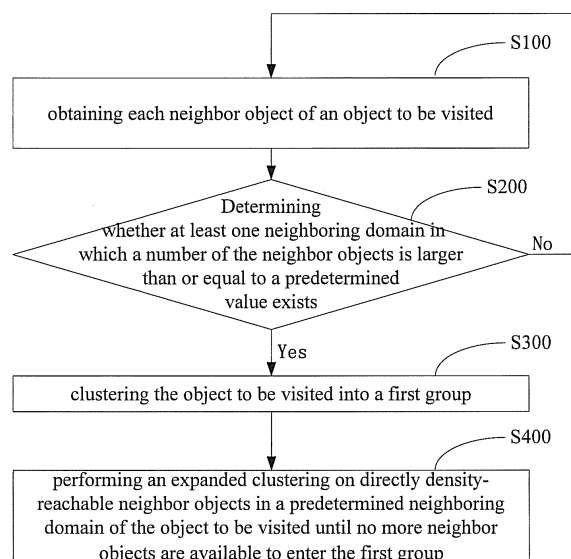 S100
obtaining each neighbor object of an object to be visited
S200
Determining
whether at least one neighboring domain in
which a number of the neighbor objects is larger
than or equal to a predetermined
value exists
No
Yes
S300
clustering the object to be visited into a first group
S400
performing an expanded clustering on directly density-
reachable neighbor objects in a predetermined neighboring
domain of the object to be visited until no more neighbor
objects are available to enter the first group